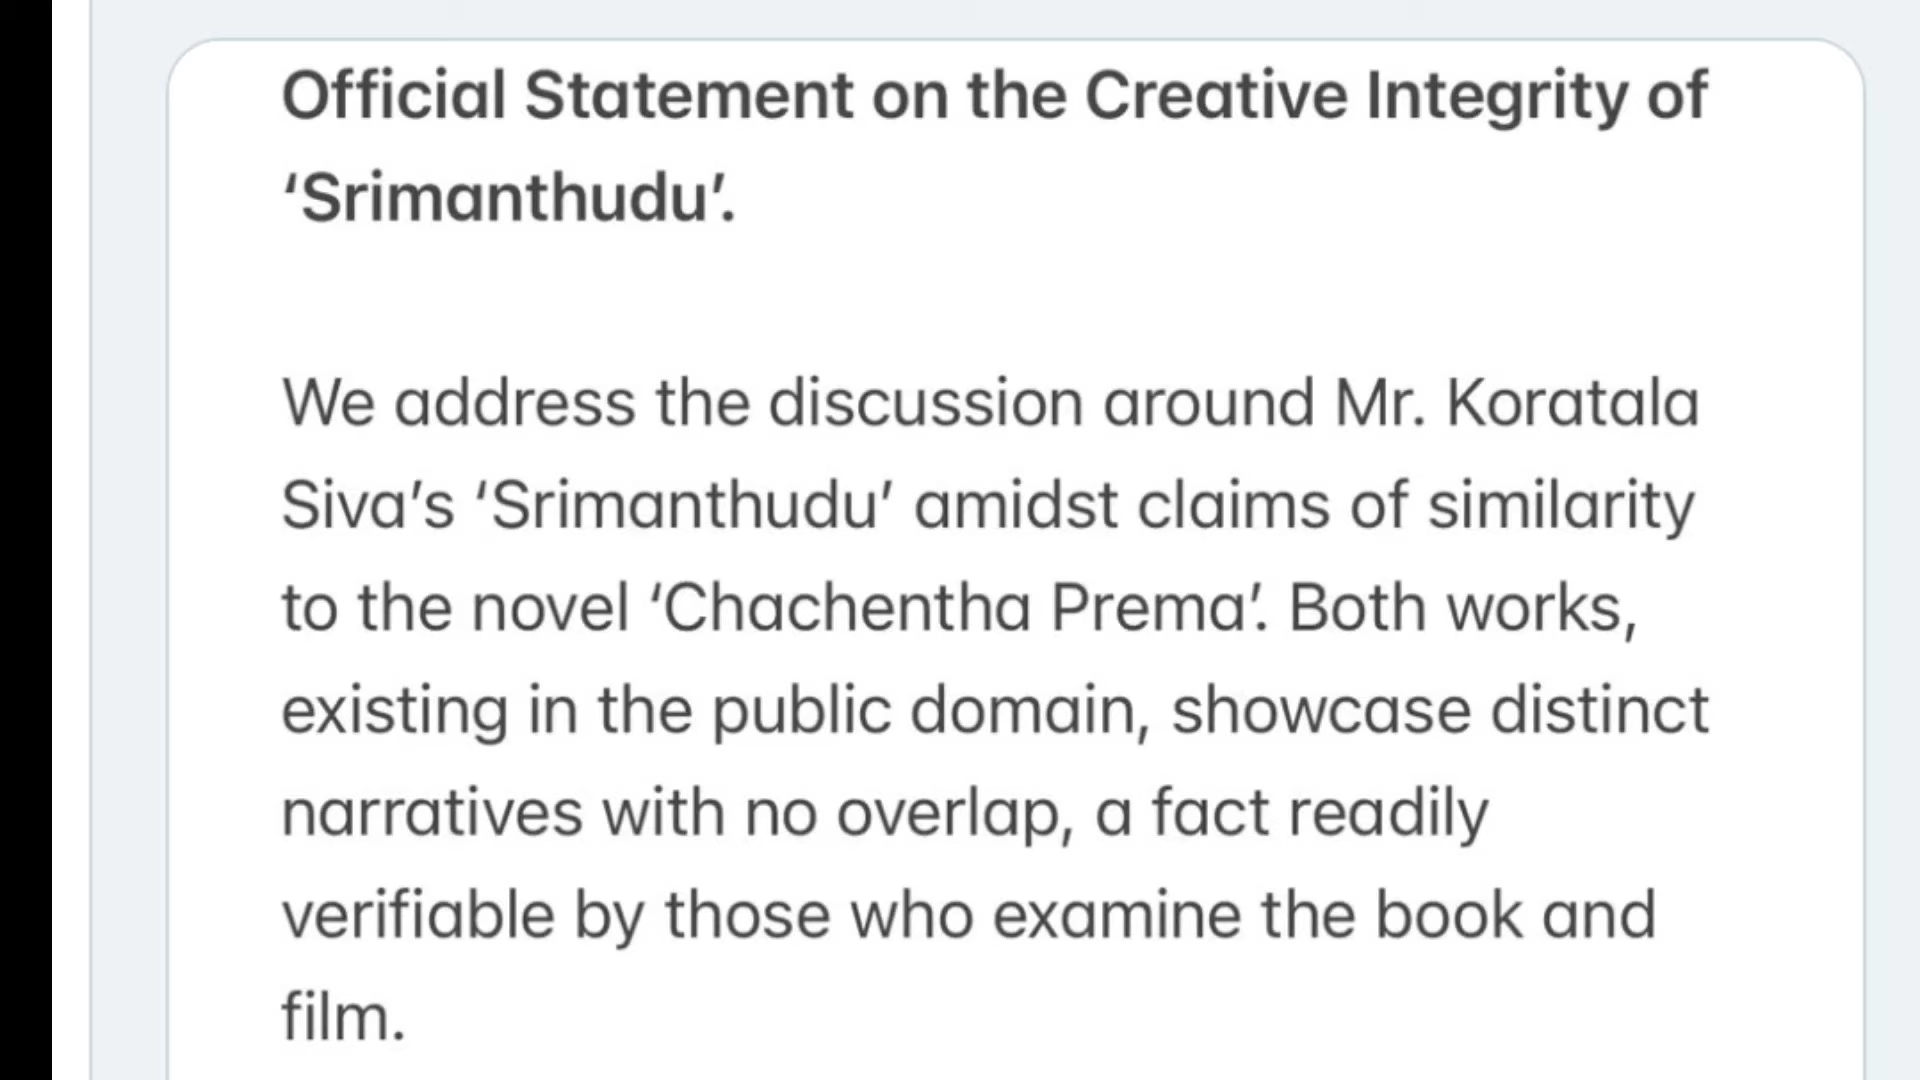 Official Statement on the Creative Integrity of
‘Srimanthudu’.
We address the discussion around Mr. Koratala
Siva’s ‘Srimanthudu’ amidst claims of similarity
to the novel ‘Chachentha Prema’. Both works,
existing in the public domain, showcase distinct
narratives with no overlap, a fact readily
verifiable by those who examine the book and
film.